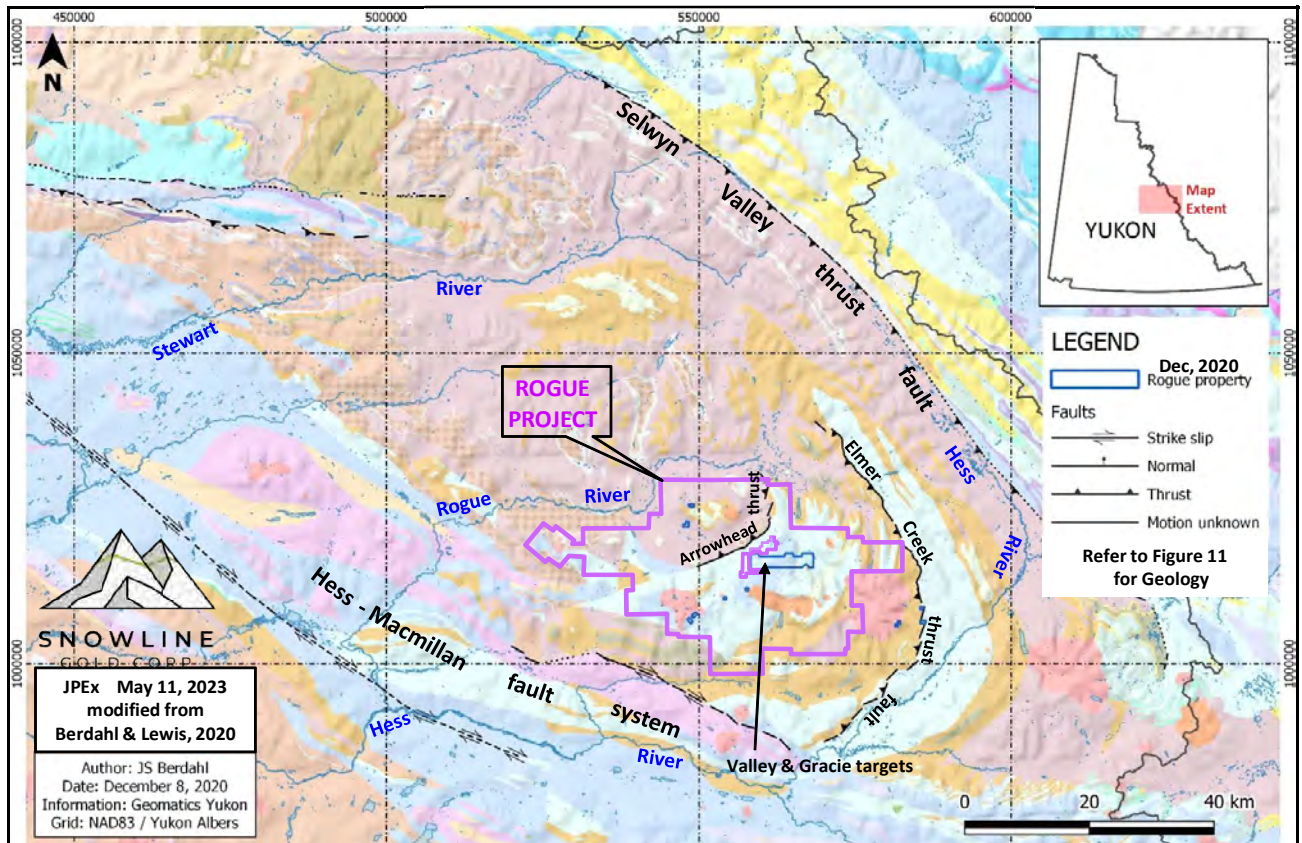 450000
500000
550000
600000
1100000
1100000
1050000
1050000
1000000
1000000
N
Selwyn
Valley
thrust
fault
Map
Extent
YUKON
LEGEND
Dec, 2020
Rogue property
Faults
Strike slip
Normal
Thrust
Motion unknown
Refer to Figure 11
for Geology
Stewart
River
ROGUE
PROJECT
Rogue
River
Arrowhead
thrust
Elmer
Creek
thrust
fault
Hess
River
Hess - Macmillan
fault
system
Hess
River
Valley & Gracie targets
SNOWLINE
GOLD CORP
JPEx May 11, 2023
modified from
Berdahl & Lewis, 2020
Author: JS Berdahl
Date: December 8, 2020
Information: Geomatics Yukon
Grid: NAD83 / Yukon Albers
0
20
40 km